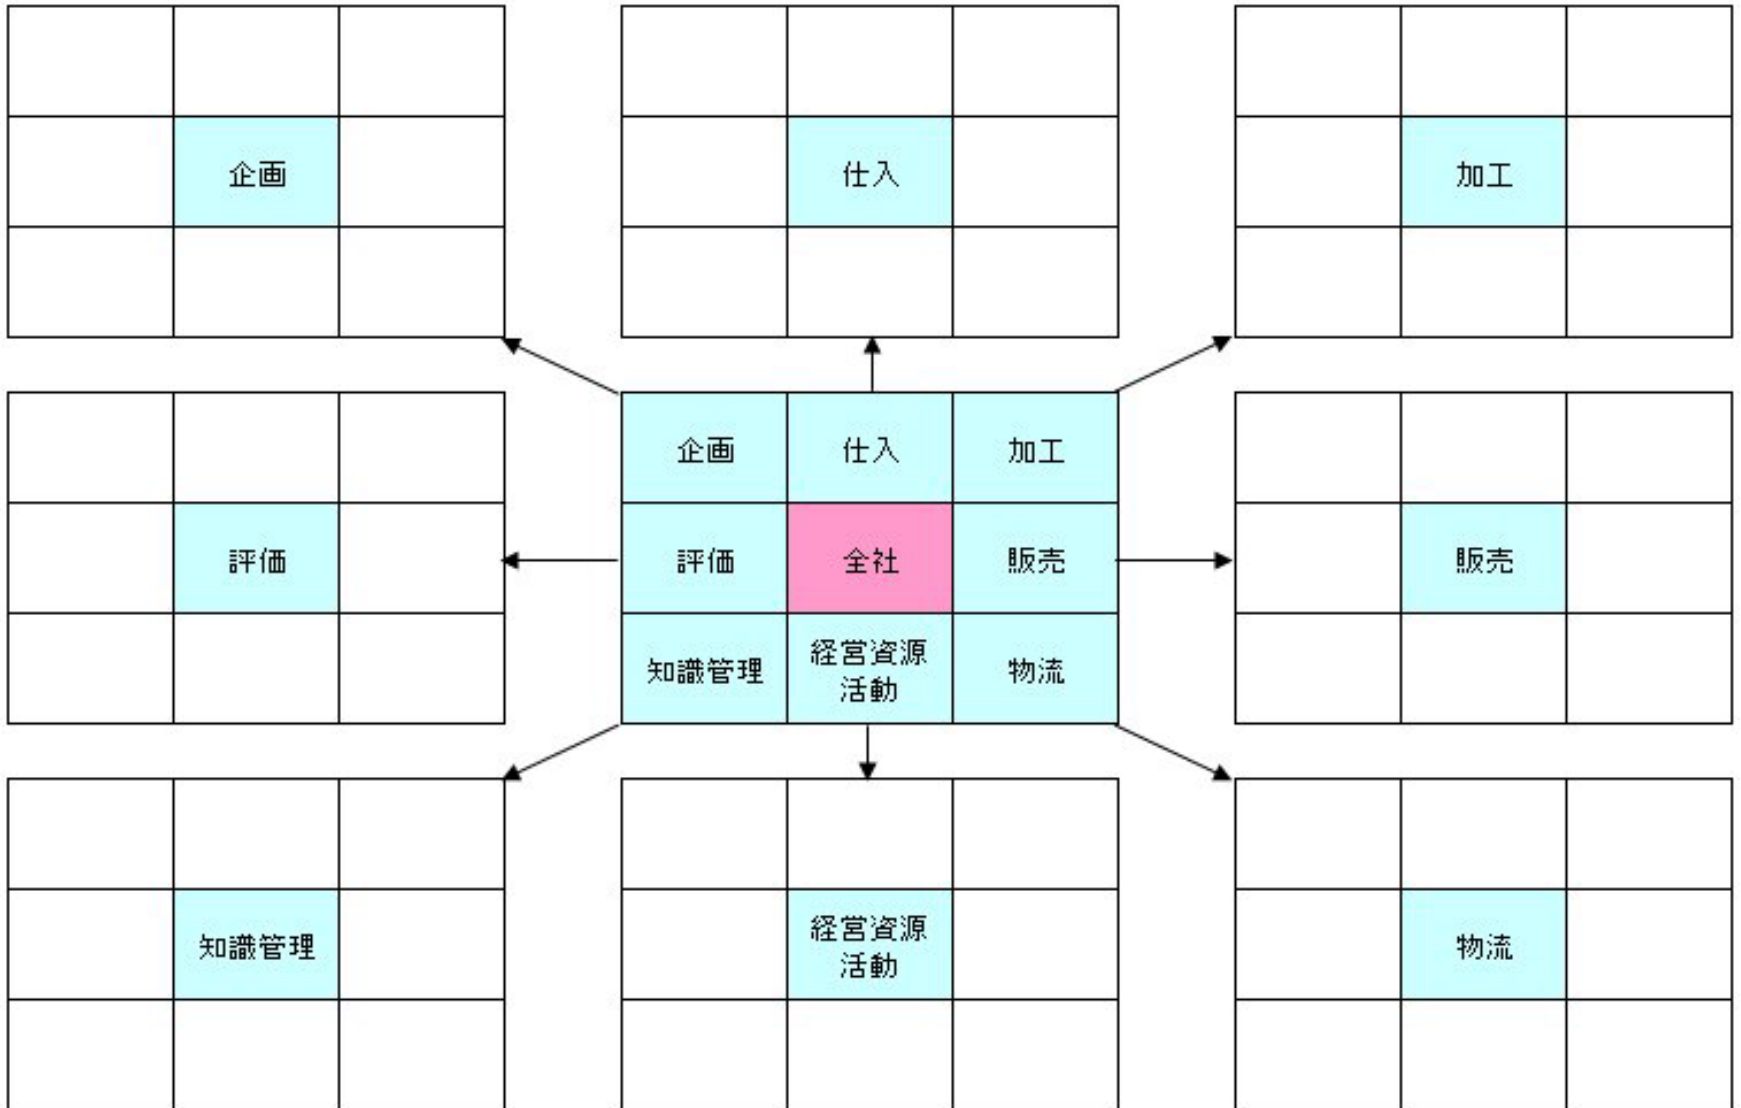 企画
仕入
加工
企画
仕入
加工
評価
評価
全社
販売
販売
知識管理
経営資源
活動
物流
知識管理
経営資源
活動
物流